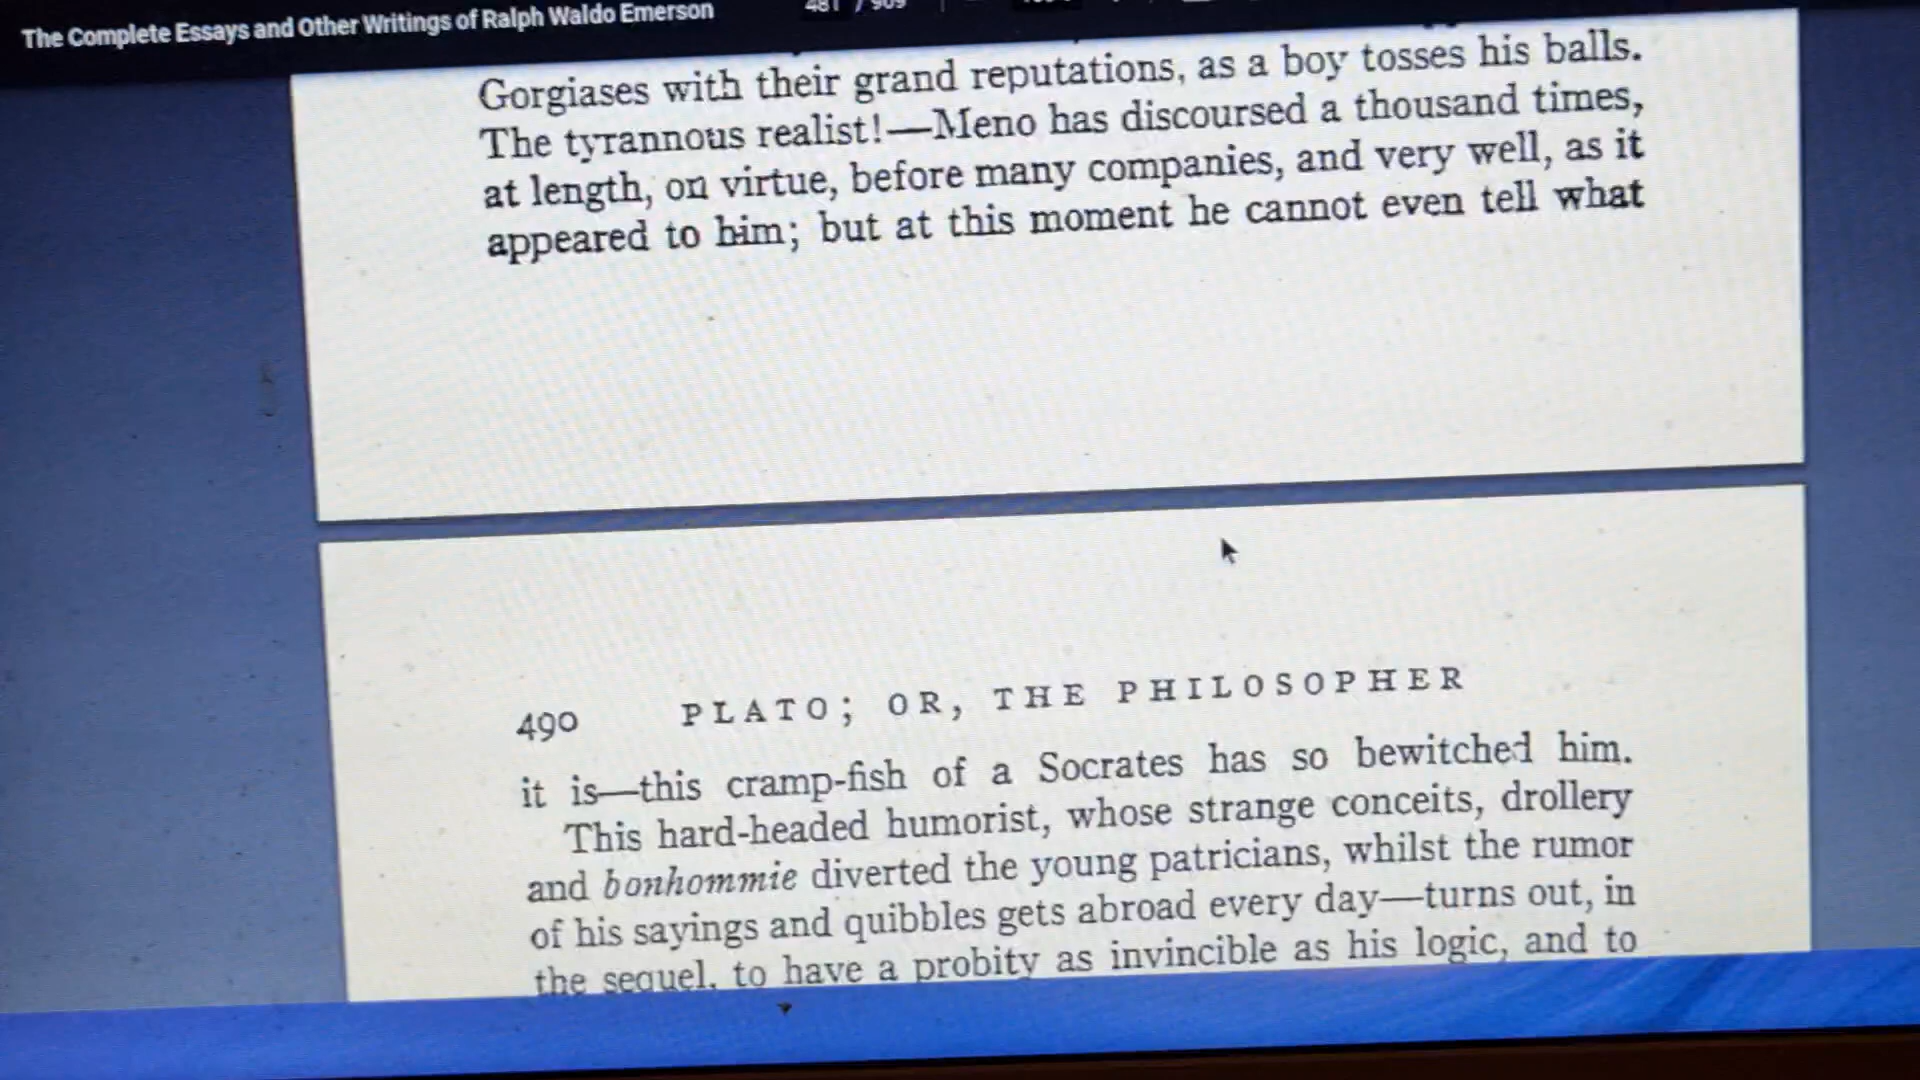 The Complete Essays and Other Writings of Ralph Waldo Emerson
Gorgiases with their grand reputations, as a boy tosses his balls.
The tyrannous realist!—Meno has discoursed a thousand times,
at length, on virtue, before many companies, and very well, as it
appeared to him; but at this moment he cannot even tell what
490 PLATO; OR, THE PHILOSOPHER
it is—this cramp-fish of a Socrates has so bewitched him.
This hard-headed humorist, whose strange conceits, drollery
and bonhommie diverted the young patricians, whilst the rumor
of his sayings and quibbles gets abroad every day—turns out, in
the sequel, to have a probity as invincible as his logic, and to